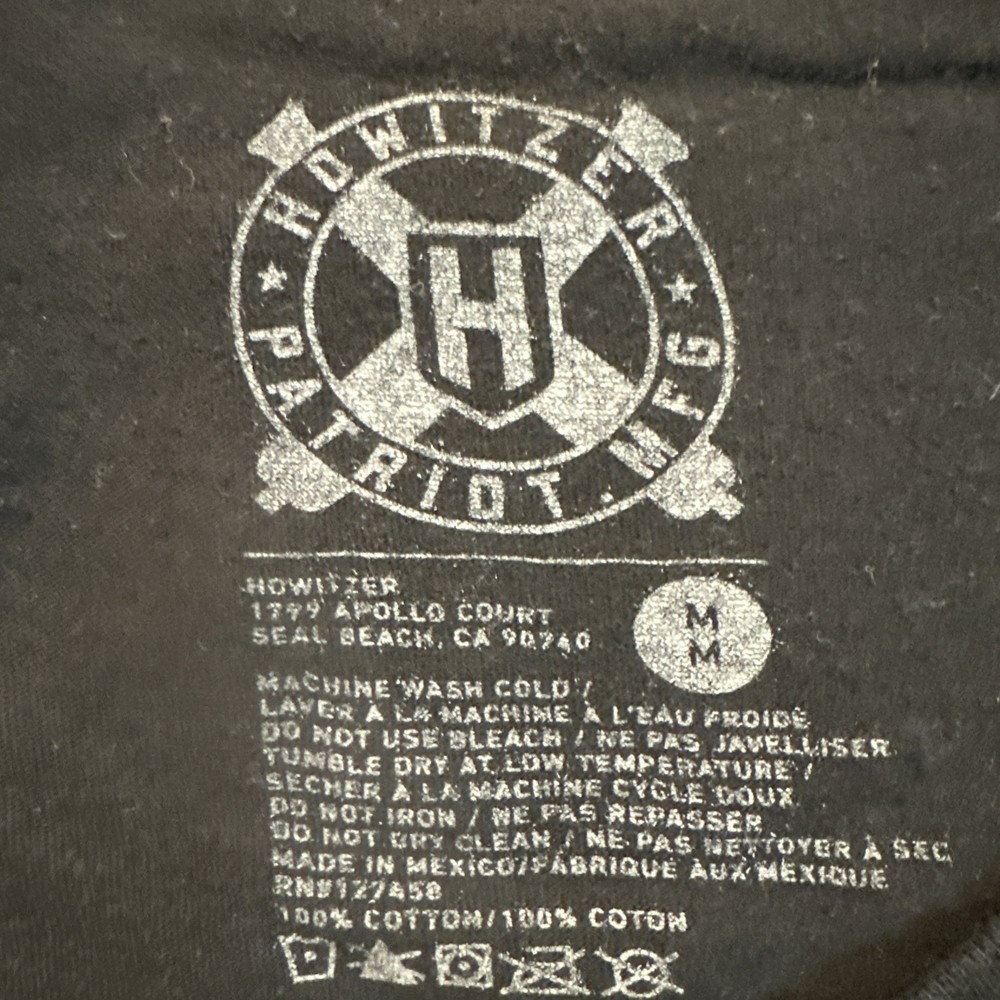 HOWITZER
★ PATRIOT. MFG ★
H
HOWITZER
1799 APOLLO COURT
SEAL BEACH, CA 90740
M
M
MACHINE WASH COLD /
LAVER À LA MACHINE À L'EAU FROIDE
DO NOT USE BLEACH / NE PAS JAVELLISER
TUMBLE DRY AT LOW TEMPERATURE /
SECHER À LA MACHINE CYCLE DOUX
DO NOT IRON / NE PAS REPASSER
DO NOT DRY CLEAN / NE PAS NETTOYER À SEC
MADE IN MEXICO/FABRIQUE AUX MEXIQUE
RN#127458
100% COTTON/100% COTON
P